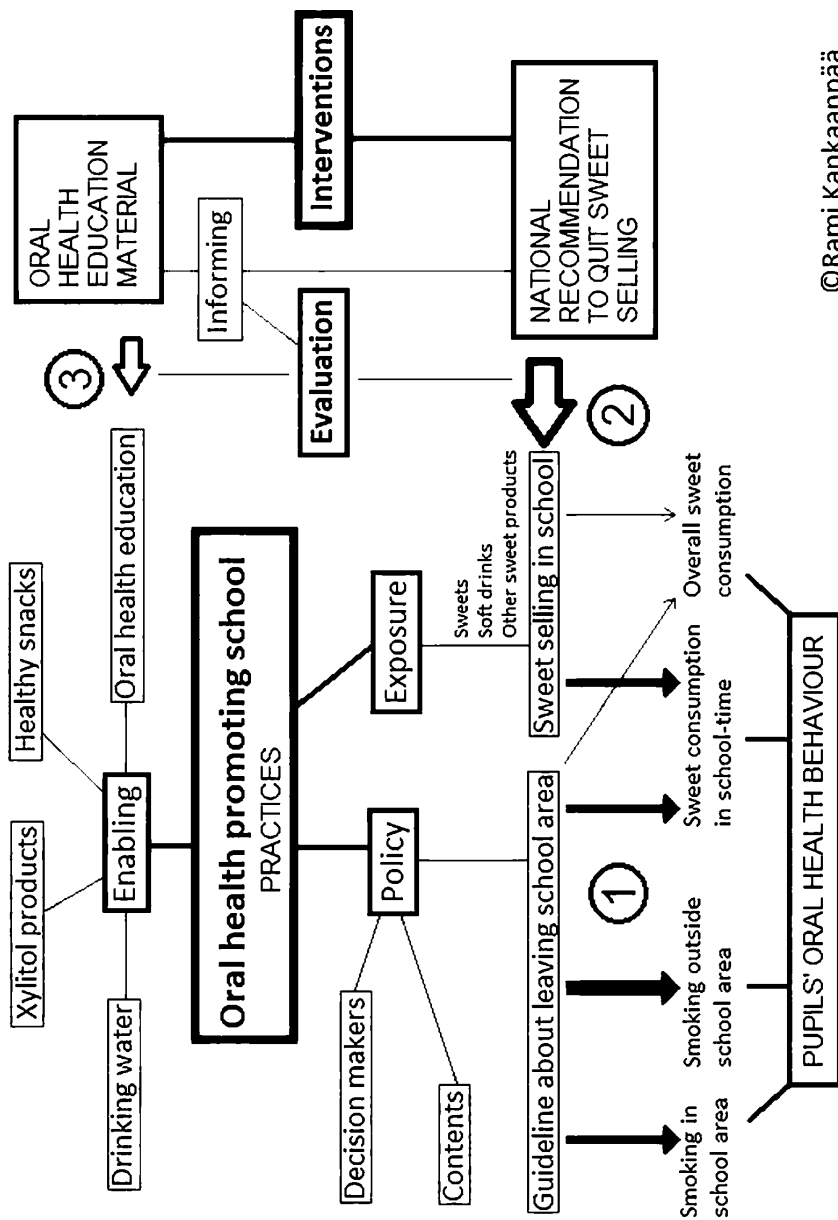 Xylitol products
Healthy snacks
Drinking water
Enabling
Oral health education
Oral health promoting school
PRACTICES
Decision makers
Contents
Policy
Exposure
Sweets
Soft drinks
Other sweet products
Guideline about leaving school area
Sweet selling in school
1
Smoking in
school area
Smoking outside
school area
Sweet consumption
in school-time
Overall sweet
consumption
PUPILS' ORAL HEALTH BEHAVIOUR
3
2
Evaluation
Informing
ORAL
HEALTH
EDUCATION
MATERIAL
Interventions
NATIONAL
RECOMMENDATION
TO QUIT SWEET
SELLING
©Rami Kankaanpää